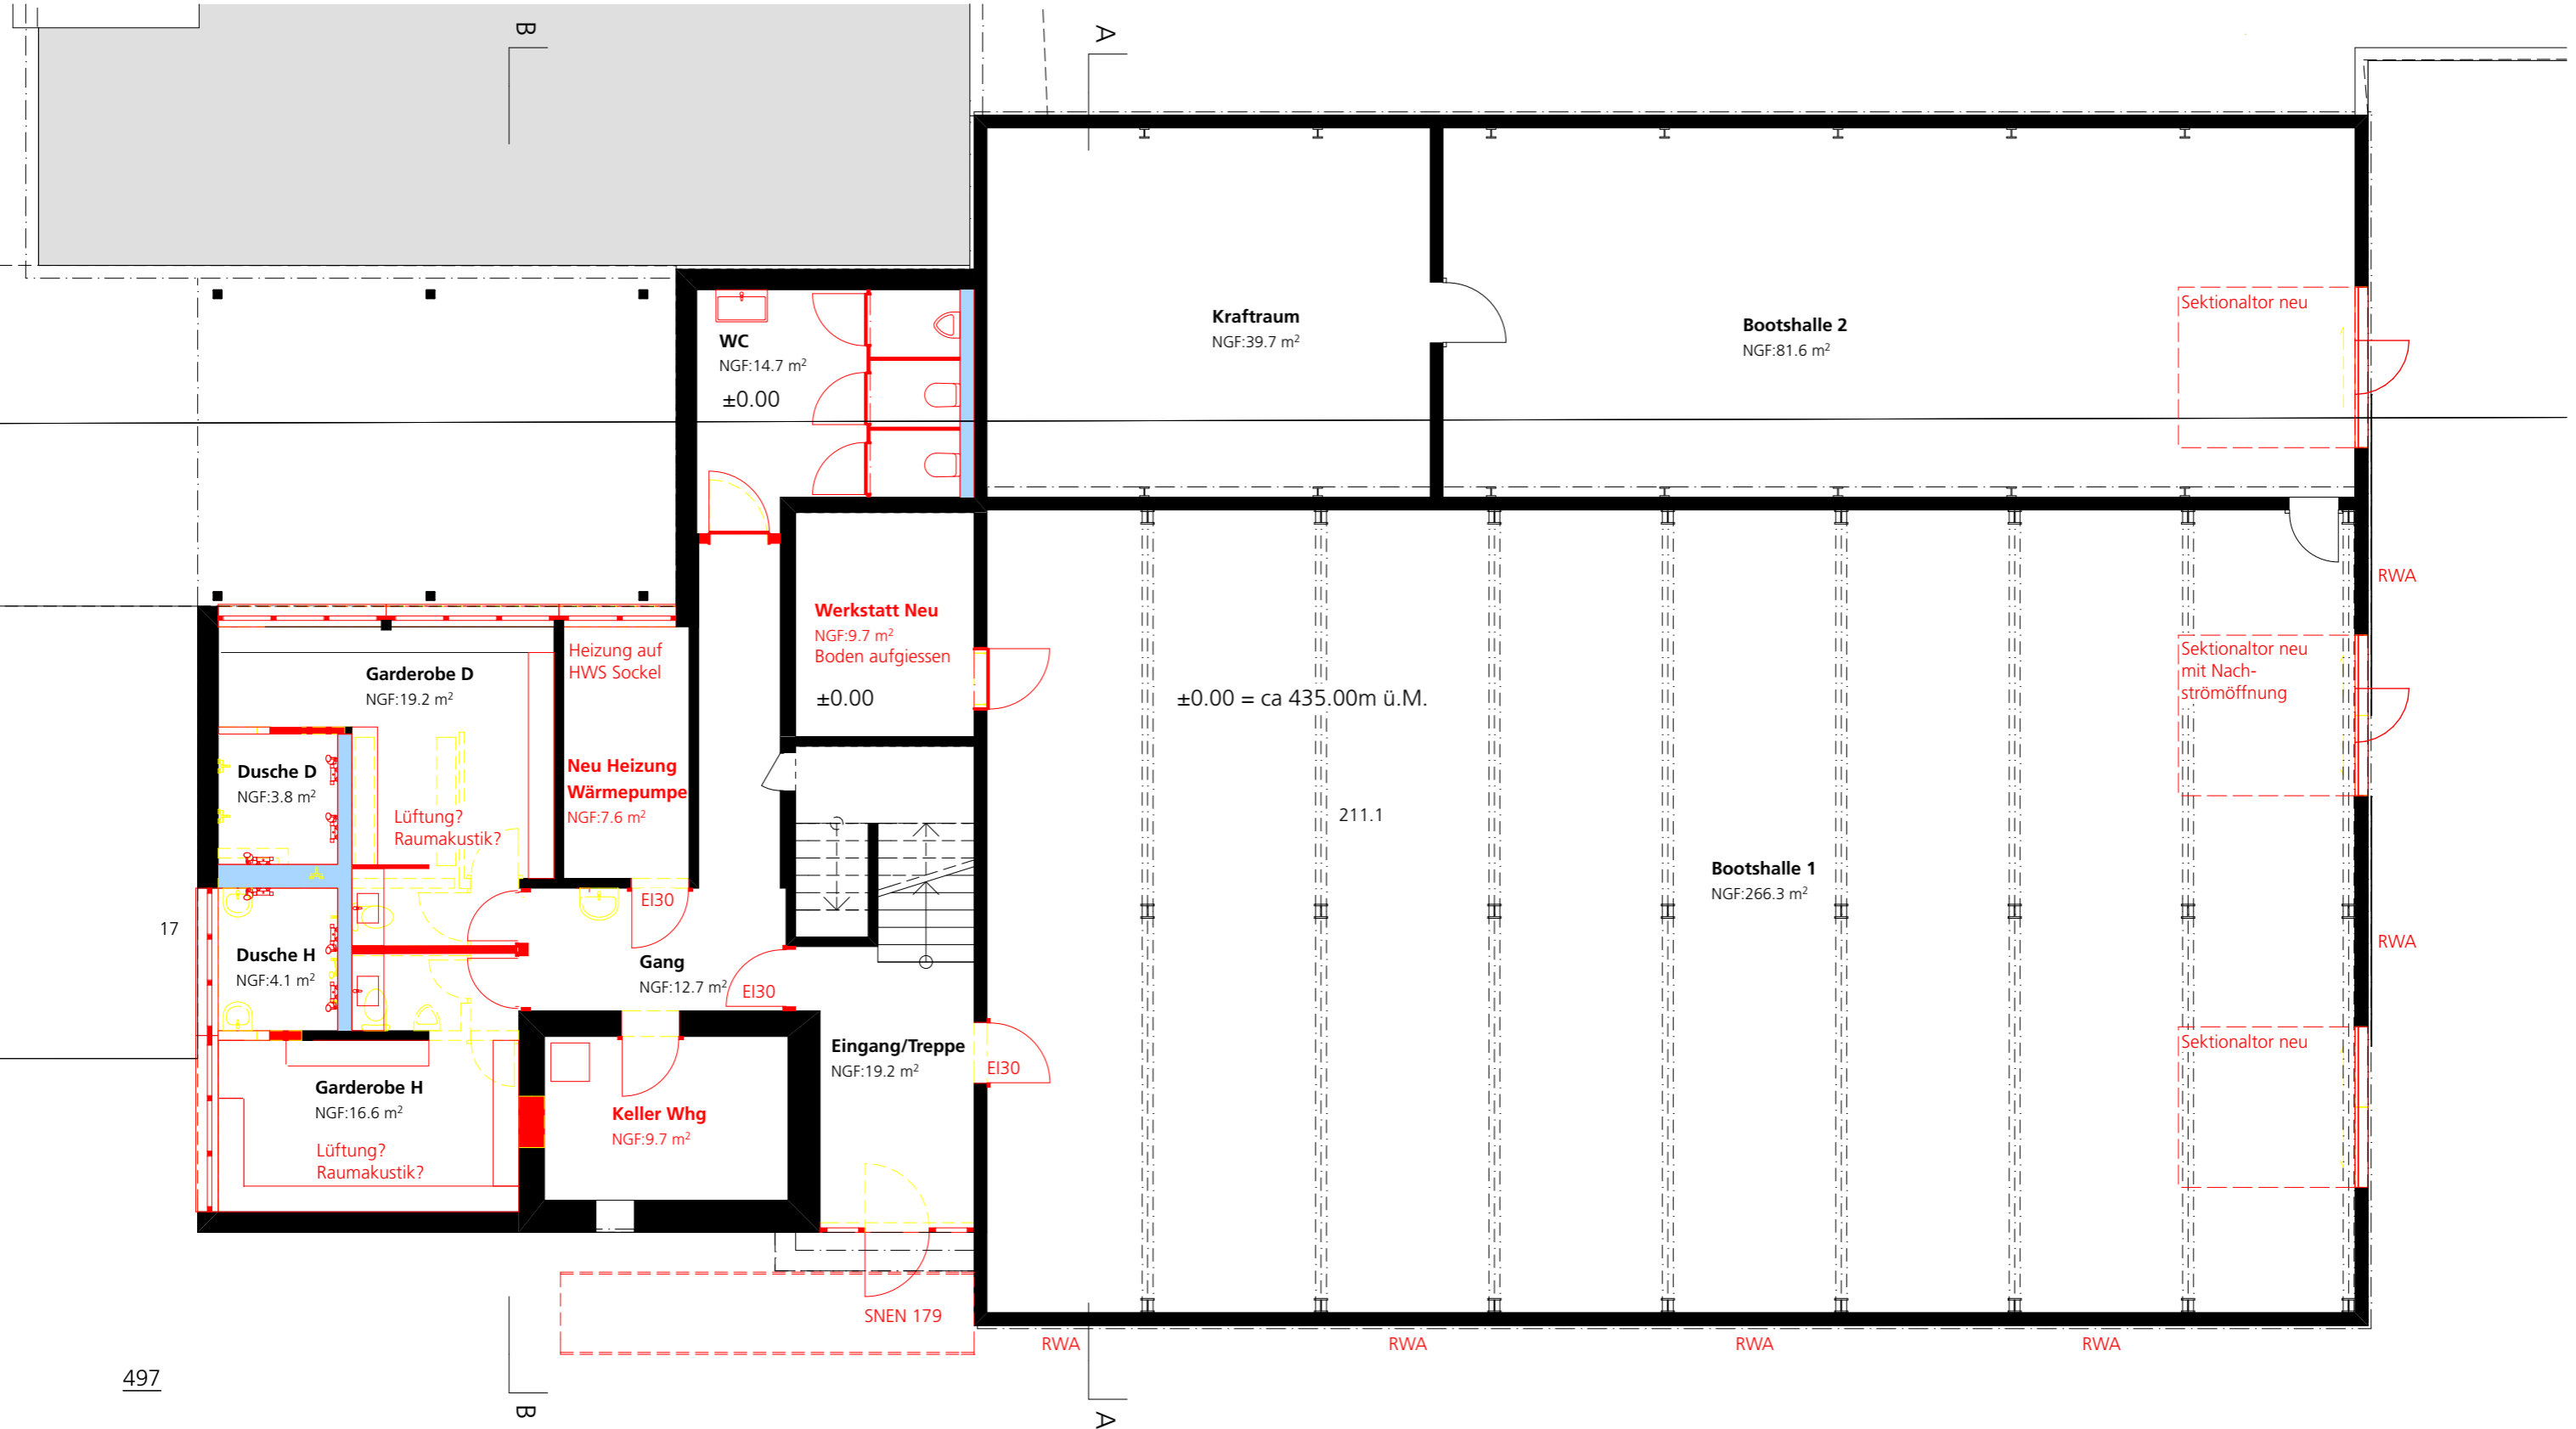 B
A
Sektionaltor neu
Kraftraum
NGF:39.7 m²
Bootshalle 2
NGF:81.6 m²
WC
NGF:14.7 m²
±0.00
RWA
Werkstatt Neu
NGF:9.7 m²
Boden aufgiessen
±0.00
Heizung auf
HWS Sockel
Garderobe D
NGF:19.2 m²
±0.00 = ca 435.00m ü.M.
Sektionaltor neu
mit Nach-
strömöffnung
Dusche D
NGF:3.8 m²
Neu Heizung
Wärmepumpe
NGF:7.6 m²
Lüftung?
Raumakustik?
211.1
Bootshalle 1
NGF:266.3 m²
EI30
17
Dusche H
NGF:4.1 m²
Gang
NGF:12.7 m²
EI30
RWA
Eingang/Treppe
NGF:19.2 m²
EI30
Sektionaltor neu
Garderobe H
NGF:16.6 m²
Keller Whg
NGF:9.7 m²
Lüftung?
Raumakustik?
SNEN 179
RWA
RWA
RWA
RWA
497
B
A